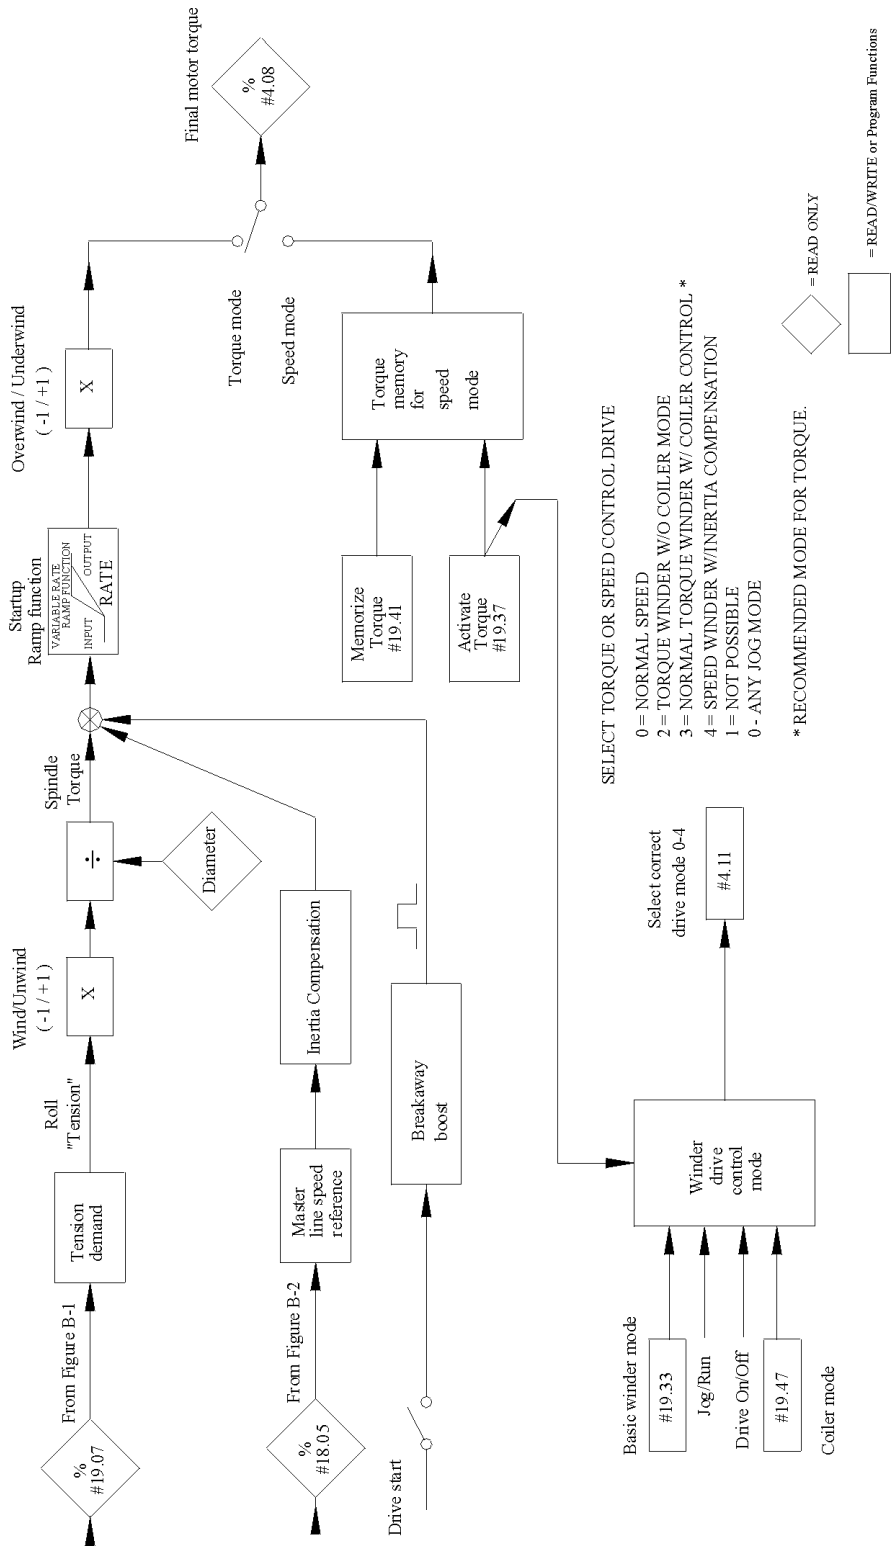 % 
#19.07
From Figure B-1
Tension
demand
Roll
"Tension"
Wind/Unwind
( -1 / +1 )
X
÷
Diameter
Spindle
Torque
Startup
Ramp function
VARIABLE RATE
RAMP FUNCTION
INPUT
OUTPUT
RATE
Overwind / Underwind
( -1 / +1 )
X
Torque mode
Speed mode
Final motor torque
%
#4.08
%
#18.05
From Figure B-2
Master
line speed
reference
Inertia Compensation
Drive start
Breakaway
boost
Memorize
Torque
#19.41
Activate
Torque
#19.37
Torque
memory
for
speed
mode
Basic winder mode
#19.33
Jog/Run
Drive On/Off
#19.47
Coiler mode
Winder
drive
control
mode
Select correct
drive mode 0-4
#4.11
SELECT TORQUE OR SPEED CONTROL DRIVE
0 = NORMAL SPEED
2 = TORQUE WINDER W/O COILER MODE
3 = NORMAL TORQUE WINDER W/ COILER CONTROL *
4 = SPEED WINDER W/INERTIA COMPENSATION
1 = NOT POSSIBLE
0 - ANY JOG MODE
* RECOMMENDED MODE FOR TORQUE.
= READ ONLY
= READ/WRITE or Program Functions